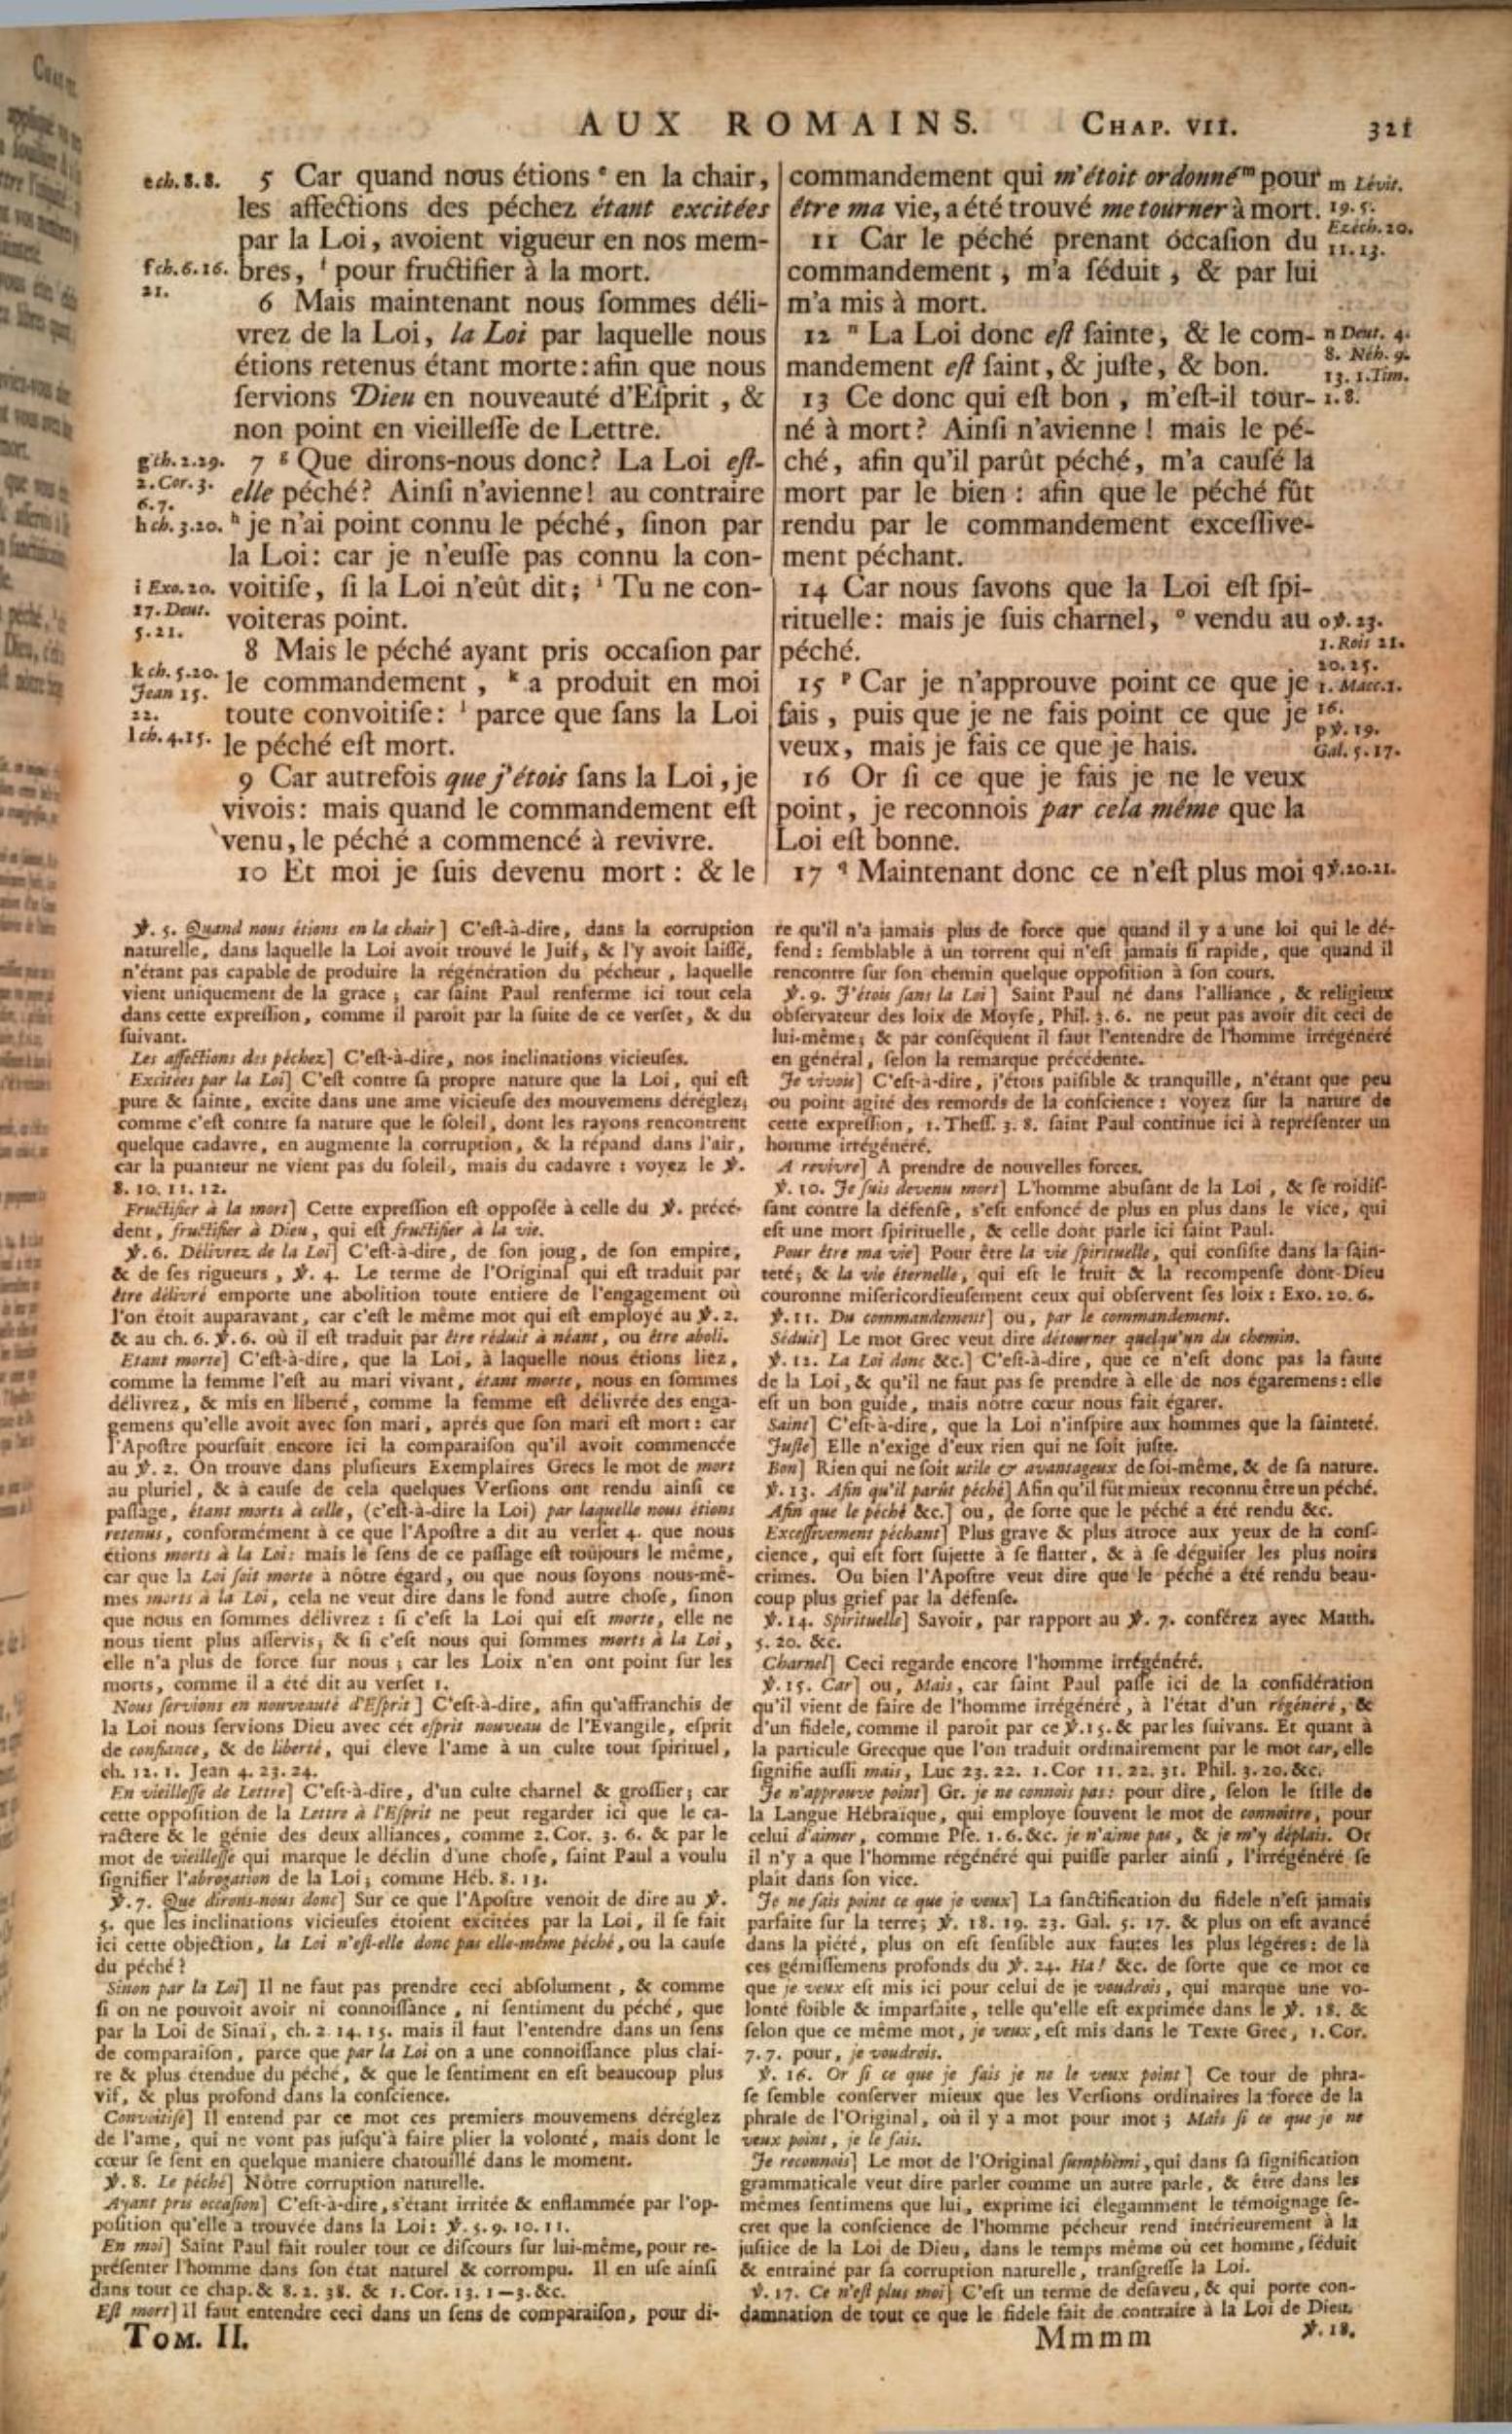 AUX ROMAINS. CHAP. VII. 321
e ch. 8. 8.
f ch. 6. 16.
21.
g ch. 2. 29.
2. Cor. 3.
6. 7.
h ch. 3. 20.
i Exo. 20.
17. Deut.
5. 21.
k ch. 5. 20.
Jean 15.
22.
l ch. 4. 15.
5 Car quand nous étions ᵉ en la chair,
les affections des péchez étant excitées
par la Loi, avoient vigueur en nos mem-
bres, ᶠ pour fructifier à la mort.
6 Mais maintenant nous ſommes déli-
vrez de la Loi, la Loi par laquelle nous
étions retenus étant morte: afin que nous
ſervions Dieu en nouveauté d'Eſprit, &
non point en vieilleſſe de Lettre.
7 ᵍ Que dirons-nous donc? La Loi eſt-
elle péché? Ainſi n'avienne! au contraire
ʰ je n'ai point connu le péché, ſinon par
la Loi: car je n'euſſe pas connu la con-
voitiſe, ſi la Loi n'eût dit; ⁱ Tu ne con-
voiteras point.
8 Mais le péché ayant pris occaſion par
le commandement, ᵏ a produit en moi
toute convoitiſe: ˡ parce que ſans la Loi
le péché eſt mort.
9 Car autrefois que j'étois ſans la Loi, je
vivois: mais quand le commandement eſt
venu, le péché a commencé à revivre.
10 Et moi je ſuis devenu mort: & le
commandement qui m'étoit ordonné ᵐ pour
être ma vie, a été trouvé me tourner à mort.
11 Car le péché prenant occaſion du
commandement, m'a ſéduit, & par lui
m'a mis à mort.
12 ⁿ La Loi donc eſt ſainte, & le com-
mandement eſt ſaint, & juſte, & bon.
13 Ce donc qui eſt bon, m'eſt-il tour-
né à mort? Ainſi n'avienne! mais le pé-
ché, afin qu'il parût péché, m'a cauſé la
mort par le bien: afin que le péché fût
rendu par le commandement exceſſive-
ment péchant.
14 Car nous ſavons que la Loi eſt ſpi-
rituelle: mais je ſuis charnel, ᵒ vendu au
péché.
15 ᵖ Car je n'approuve point ce que je
fais, puis que je ne fais point ce que je
veux, mais je fais ce que je hais.
16 Or ſi ce que je fais je ne le veux
point, je reconnois par cela même que la
Loi eſt bonne.
17 ۹ Maintenant donc ce n'eſt plus moi
m Lévit.
19. 5.
Ezéch. 20.
11. 13.
n Deut. 4.
8. Néh. 9.
13. 1. Tim.
1. 8.
o ℣. 23.
1. Rois 21.
20. 25.
1. Macc. 1.
16.
p ℣. 19.
Gal. 5. 17.
q ℣. 20. 21.
℣. 5. Quand nous étions en la chair] C'eſt-à-dire, dans la corruption
naturelle, dans laquelle la Loi avoit trouvé le Juif, & l'y avoit laiſſé,
n'étant pas capable de produire la régénération du pécheur, laquelle
vient uniquement de la grace; car ſaint Paul renferme ici tout cela
dans cette expreſſion, comme il paroît par la ſuite de ce verſet, & du
ſuivant.
Les affections des péchez] C'eſt-à-dire, nos inclinations vicieuſes.
Excitées par la Loi] C'eſt contre ſa propre nature que la Loi, qui eſt
pure & ſainte, excite dans une ame vicieuſe des mouvemens déréglez;
comme c'eſt contre ſa nature que le ſoleil, dont les rayons rencontrent
quelque cadavre, en augmente la corruption, & la répand dans l'air,
car la puanteur ne vient pas du ſoleil, mais du cadavre: voyez le ℣.
8. 10. 11. 12.
Fructifier à la mort] Cette expreſſion eſt oppoſée à celle du ℣. précé-
dent, fructifier à Dieu, qui eſt fructifier à la vie.
℣. 6. Délivrez de la Loi] C'eſt-à-dire, de ſon joug, de ſon empire,
& de ſes rigueurs, ℣. 4. Le terme de l'Original qui eſt traduit par
être délivré emporte une abolition toute entiere de l'engagement où
l'on étoit auparavant, car c'eſt le même mot qui eſt employé au ℣. 2.
& au ch. 6. ℣. 6. où il eſt traduit par être réduit à néant, ou être aboli.
Etant morte] C'eſt-à-dire, que la Loi, à laquelle nous étions liez,
comme la femme l'eſt au mari vivant, étant morte, nous en ſommes
délivrez, & mis en liberté, comme la femme eſt délivrée des enga-
gemens qu'elle avoit avec ſon mari, aprés que ſon mari eſt mort: car
l'Apoſtre pourſuit encore ici la comparaiſon qu'il avoit commencée
au ℣. 2. On trouve dans pluſieurs Exemplaires Grecs le mot de mort
au pluriel, & à cauſe de cela quelques Verſions ont rendu ainſi ce
paſſage, étant morts à celle, (c'eſt-à-dire la Loi) par laquelle nous étions
retenus, conformément à ce que l'Apoſtre a dit au verſet 4. que nous
étions morts à la Loi: mais le ſens de ce paſſage eſt toûjours le même,
car que la Loi ſoit morte à nôtre égard, ou que nous ſoyons nous-mê-
mes morts à la Loi, cela ne veut dire dans le fond autre choſe, ſinon
que nous en ſommes délivrez: ſi c'eſt la Loi qui eſt morte, elle ne
nous tient plus aſſervis; & ſi c'eſt nous qui ſommes morts à la Loi,
elle n'a plus de force ſur nous; car les Loix n'en ont point ſur les
morts, comme il a été dit au verſet 1.
Nous ſervions en nouveauté d'Eſprit] C'eſt-à-dire, afin qu'affranchis de
la Loi nous ſervions Dieu avec cét eſprit nouveau de l'Evangile, eſprit
de confiance, & de liberté, qui éleve l'ame à un culte tout ſpirituel,
ch. 12. 1. Jean 4. 23. 24.
En vieilleſſe de Lettre] C'eſt-à-dire, d'un culte charnel & groſſier; car
cette oppoſition de la Lettre à l'Eſprit ne peut regarder ici que le ca-
ractere & le génie des deux alliances, comme 2. Cor. 3. 6. & par le
mot de vieilleſſe qui marque le déclin d'une choſe, ſaint Paul a voulu
ſignifier l'abrogation de la Loi; comme Héb. 8. 13.
℣. 7. Que dirons-nous donc] Sur ce que l'Apoſtre venoit de dire au ℣.
5. que les inclinations vicieuſes étoient excitées par la Loi, il ſe fait
ici cette objection, la Loi n'eſt-elle donc pas elle-même péché, ou la cauſe
du péché?
Sinon par la Loi] Il ne faut pas prendre ceci abſolument, & comme
ſi on ne pouvoit avoir ni connoiſſance, ni ſentiment du péché, que
par la Loi de Sinaï, ch. 2. 14. 15. mais il faut l'entendre dans un ſens
de comparaiſon, parce que par la Loi on a une connoiſſance plus clai-
re & plus étendue du péché, & que le ſentiment en eſt beaucoup plus
vif, & plus profond dans la conſcience.
Convoitiſe] Il entend par ce mot ces premiers mouvemens déréglez
de l'ame, qui ne vont pas juſqu'à faire plier la volonté, mais dont le
cœur ſe ſent en quelque maniere chatouillé dans le moment.
℣. 8. Le péché] Nôtre corruption naturelle.
Ayant pris occaſion] C'eſt-à-dire, s'étant irritée & enflammée par l'op-
poſition qu'elle a trouvée dans la Loi: ℣. 5. 9. 10. 11.
En moi] Saint Paul fait rouler tout ce diſcours ſur lui-même, pour re-
préſenter l'homme dans ſon état naturel & corrompu. Il en uſe ainſi
dans tout ce chap. & 8. 2. 38. & 1. Cor. 13. 1—3. &c.
Eſt mort] Il faut entendre ceci dans un ſens de comparaiſon, pour di-
re qu'il n'a jamais plus de force que quand il y a une loi qui le dé-
fend: ſemblable à un torrent qui n'eſt jamais ſi rapide, que quand il
rencontre ſur ſon chemin quelque oppoſition à ſon cours.
℣. 9. J'étois ſans la Loi] Saint Paul né dans l'alliance, & religieux
obſervateur des loix de Moyſe, Phil. 3. 6. ne peut pas avoir dit ceci de
lui-même; & par conſéquent il faut l'entendre de l'homme irrégénéré
en général, ſelon la remarque précédente.
Je vivois] C'eſt-à-dire, j'étois paiſible & tranquille, n'étant que peu
ou point agité des remords de la conſcience: voyez ſur la nature de
cette expreſſion, 1. Theſſ. 3. 8. ſaint Paul continue ici à repréſenter un
homme irrégénéré.
A revivre] A prendre de nouvelles forces.
℣. 10. Je ſuis devenu mort] L'homme abuſant de la Loi, & ſe roidiſ-
ſant contre la défenſe, s'eſt enfoncé de plus en plus dans le vice, qui
eſt une mort ſpirituelle, & celle dont parle ici ſaint Paul.
Pour être ma vie] Pour être la vie ſpirituelle, qui conſiſte dans la ſain-
teté; & la vie éternelle, qui eſt le fruit & la recompenſe dont Dieu
couronne miſericordieuſement ceux qui obſervent ſes loix: Exo. 20. 6.
℣. 11. Du commandement] ou, par le commandement.
Séduit] Le mot Grec veut dire détourner quelqu'un du chemin.
℣. 12. La Loi donc &c.] C'eſt-à-dire, que ce n'eſt donc pas la faute
de la Loi, & qu'il ne faut pas ſe prendre à elle de nos égaremens: elle
eſt un bon guide, mais nôtre cœur nous fait égarer.
Saint] C'eſt-à-dire, que la Loi n'inſpire aux hommes que la ſainteté.
Juſte] Elle n'exige d'eux rien qui ne ſoit juſte.
Bon] Rien qui ne ſoit utile & avantageux de ſoi-même, & de ſa nature.
℣. 13. Afin qu'il parût péché] Afin qu'il fût mieux reconnu être un péché.
Afin que le péché &c.] ou, de ſorte que le péché a été rendu &c.
Exceſſivement péchant] Plus grave & plus atroce aux yeux de la conſ-
cience, qui eſt fort ſujette à ſe flatter, & à ſe déguiſer les plus noirs
crimes. Ou bien l'Apoſtre veut dire que le péché a été rendu beau-
coup plus grief par la défenſe.
℣. 14. Spirituelle] Savoir, par rapport au ℣. 7. conférez avec Matth.
5. 20. &c.
Charnel] Ceci regarde encore l'homme irrégénéré.
℣. 15. Car] ou, Mais, car ſaint Paul paſſe ici de la conſidération
qu'il vient de faire de l'homme irrégénéré, à l'état d'un régénéré, &
d'un fidele, comme il paroît par ce ℣. 15. & par les ſuivans. Et quant à
la particule Grecque que l'on traduit ordinairement par le mot car, elle
ſignifie auſſi mais, Luc 23. 22. 1. Cor 11. 22. 31. Phil. 3. 20. &c.
Je n'approuve point] Gr. je ne connois pas: pour dire, ſelon le ſtile de
la Langue Hébraïque, qui employe ſouvent le mot de connoître, pour
celui d'aimer, comme Pſe. 1. 6. &c. je n'aime pas, & je m'y déplais. Or
il n'y a que l'homme régénéré qui puiſſe parler ainſi, l'irrégénéré ſe
plaît dans ſon vice.
Je ne fais point ce que je veux] La ſanctification du fidele n'eſt jamais
parfaite ſur la terre; ℣. 18. 19. 23. Gal. 5. 17. & plus on eſt avancé
dans la piété, plus on eſt ſenſible aux fautes les plus légéres: de là
ces gémiſſemens profonds du ℣. 24. Ha! &c. de ſorte que ce mot ce
que je veux eſt mis ici pour celui de je voudrois, qui marque une vo-
lonté foible & imparfaite, telle qu'elle eſt exprimée dans le ℣. 18. &
ſelon que ce même mot, je veux, eſt mis dans le Texte Grec, 1. Cor.
7. 7. pour, je voudrois.
℣. 16. Or ſi ce que je fais je ne le veux point] Ce tour de phra-
ſe ſemble conſerver mieux que les Verſions ordinaires la force de la
phraſe de l'Original, où il y a mot pour mot; Mais ſi ce que je ne
veux point, je le fais.
Je reconnois] Le mot de l'Original ſumphèmi, qui dans ſa ſignification
grammaticale veut dire parler comme un autre parle, & être dans les
mêmes ſentimens que lui, exprime ici élegamment le témoignage ſe-
cret que la conſcience de l'homme pécheur rend intérieurement à la
juſtice de la Loi de Dieu, dans le temps même où cet homme, ſéduit
& entraîné par ſa corruption naturelle, tranſgreſſe la Loi.
℣. 17. Ce n'eſt plus moi] C'eſt un terme de deſaveu, & qui porte con-
damnation de tout ce que le fidele fait de contraire à la Loi de Dieu.
TOM. II. Mmmm ℣. 18.